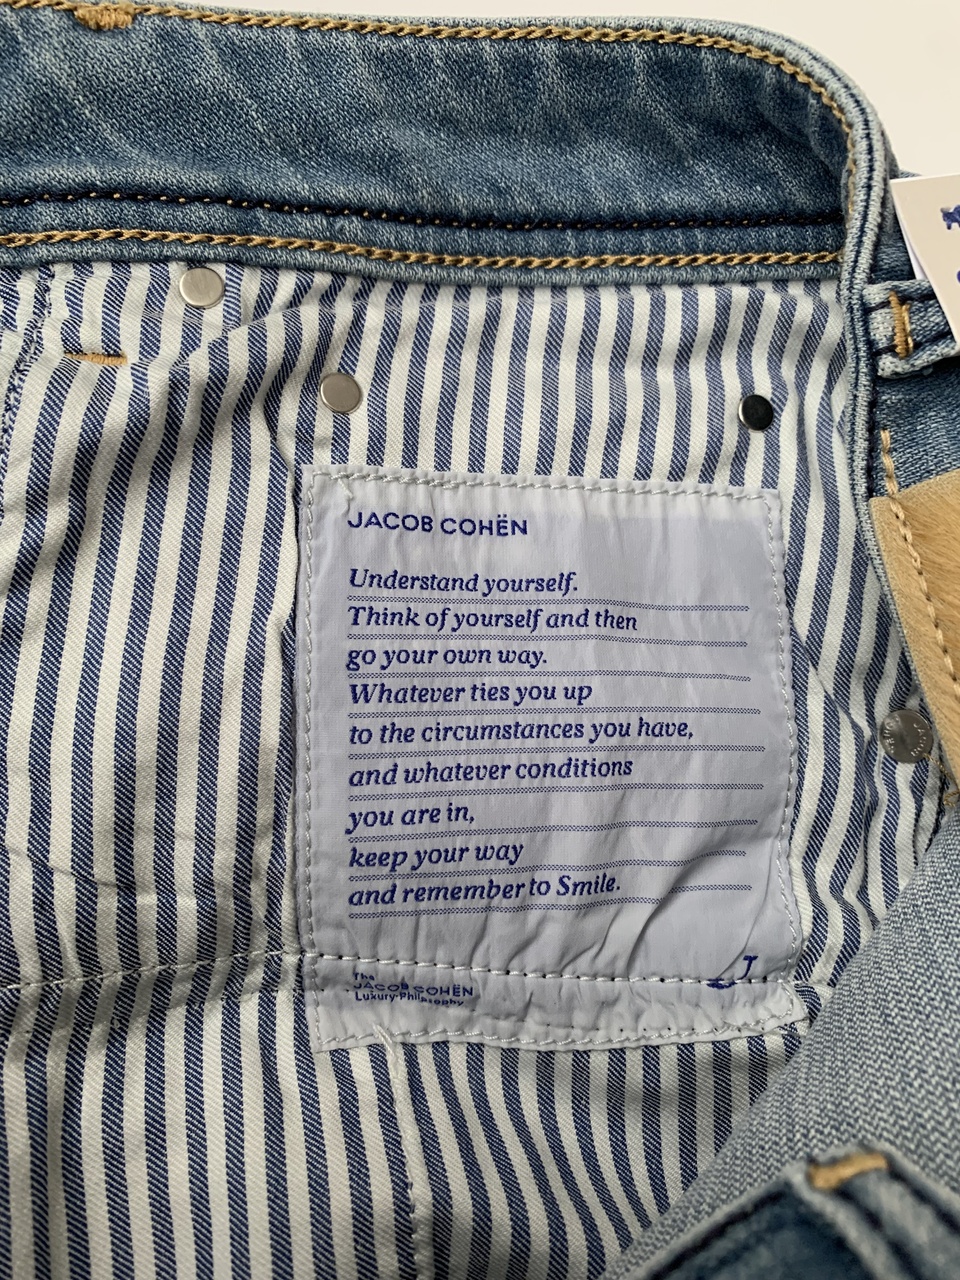 JACOB COHËN
Understand yourself.
Think of yourself and then
go your own way.
Whatever ties you up
to the circumstances you have,
and whatever conditions
you are in,
keep your way
and remember to Smile.
J
The
JACOB COHËN
Luxury Philosophy